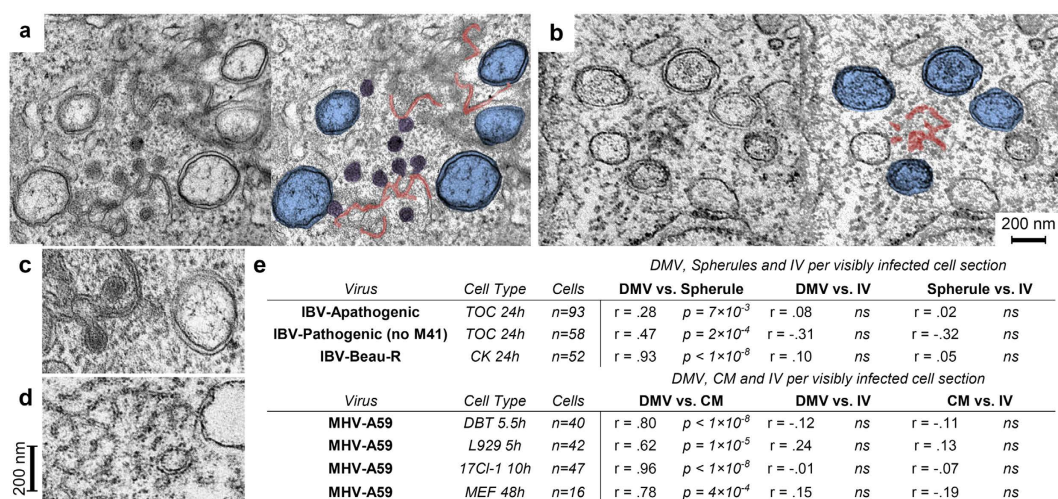 a
b
200 nm
c
e
DMV, Spherules and IV per visibly infected cell section
Virus Cell Type Cells DMV vs. Spherule DMV vs. IV Spherule vs. IV
IBV-Apathogenic TOC 24h n=93 r = .28 p = 7×10⁻³ r = .08 ns r = .02 ns
IBV-Pathogenic (no M41) TOC 24h n=58 r = .47 p = 2×10⁻⁴ r = -.31 ns r = -.32 ns
IBV-Beau-R CK 24h n=52 r = .93 p < 1×10⁻⁸ r = .10 ns r = .05 ns
DMV, CM and IV per visibly infected cell section
Virus Cell Type Cells DMV vs. CM DMV vs. IV CM vs. IV
MHV-A59 DBT 5.5h n=40 r = .80 p < 1×10⁻⁸ r = -.12 ns r = -.11 ns
MHV-A59 L929 5h n=42 r = .62 p = 1×10⁻⁵ r = .24 ns r = .13 ns
MHV-A59 17Cl-1 10h n=47 r = .96 p < 1×10⁻⁸ r = -.01 ns r = -.07 ns
MHV-A59 MEF 48h n=16 r = .78 p = 4×10⁻⁴ r = .15 ns r = -.19 ns
d
200 nm